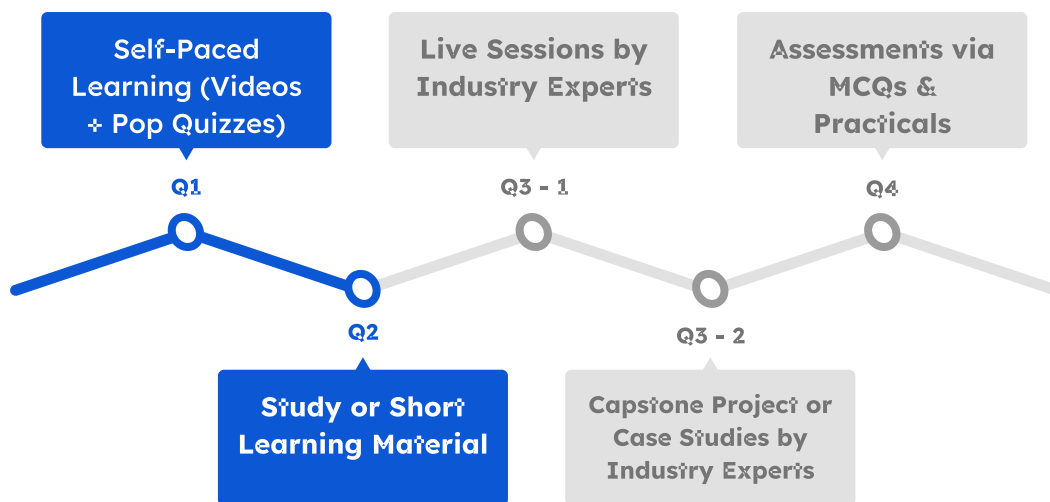 Self-Paced
Learning (Videos
+ Pop Quizzes)
Q1
Live Sessions by
Industry Experts
Q3 - 1
Assessments via
MCQs &
Practicals
Q4
Q2
Study or Short
Learning Material
Q3 - 2
Capstone Project or
Case Studies by
Industry Experts